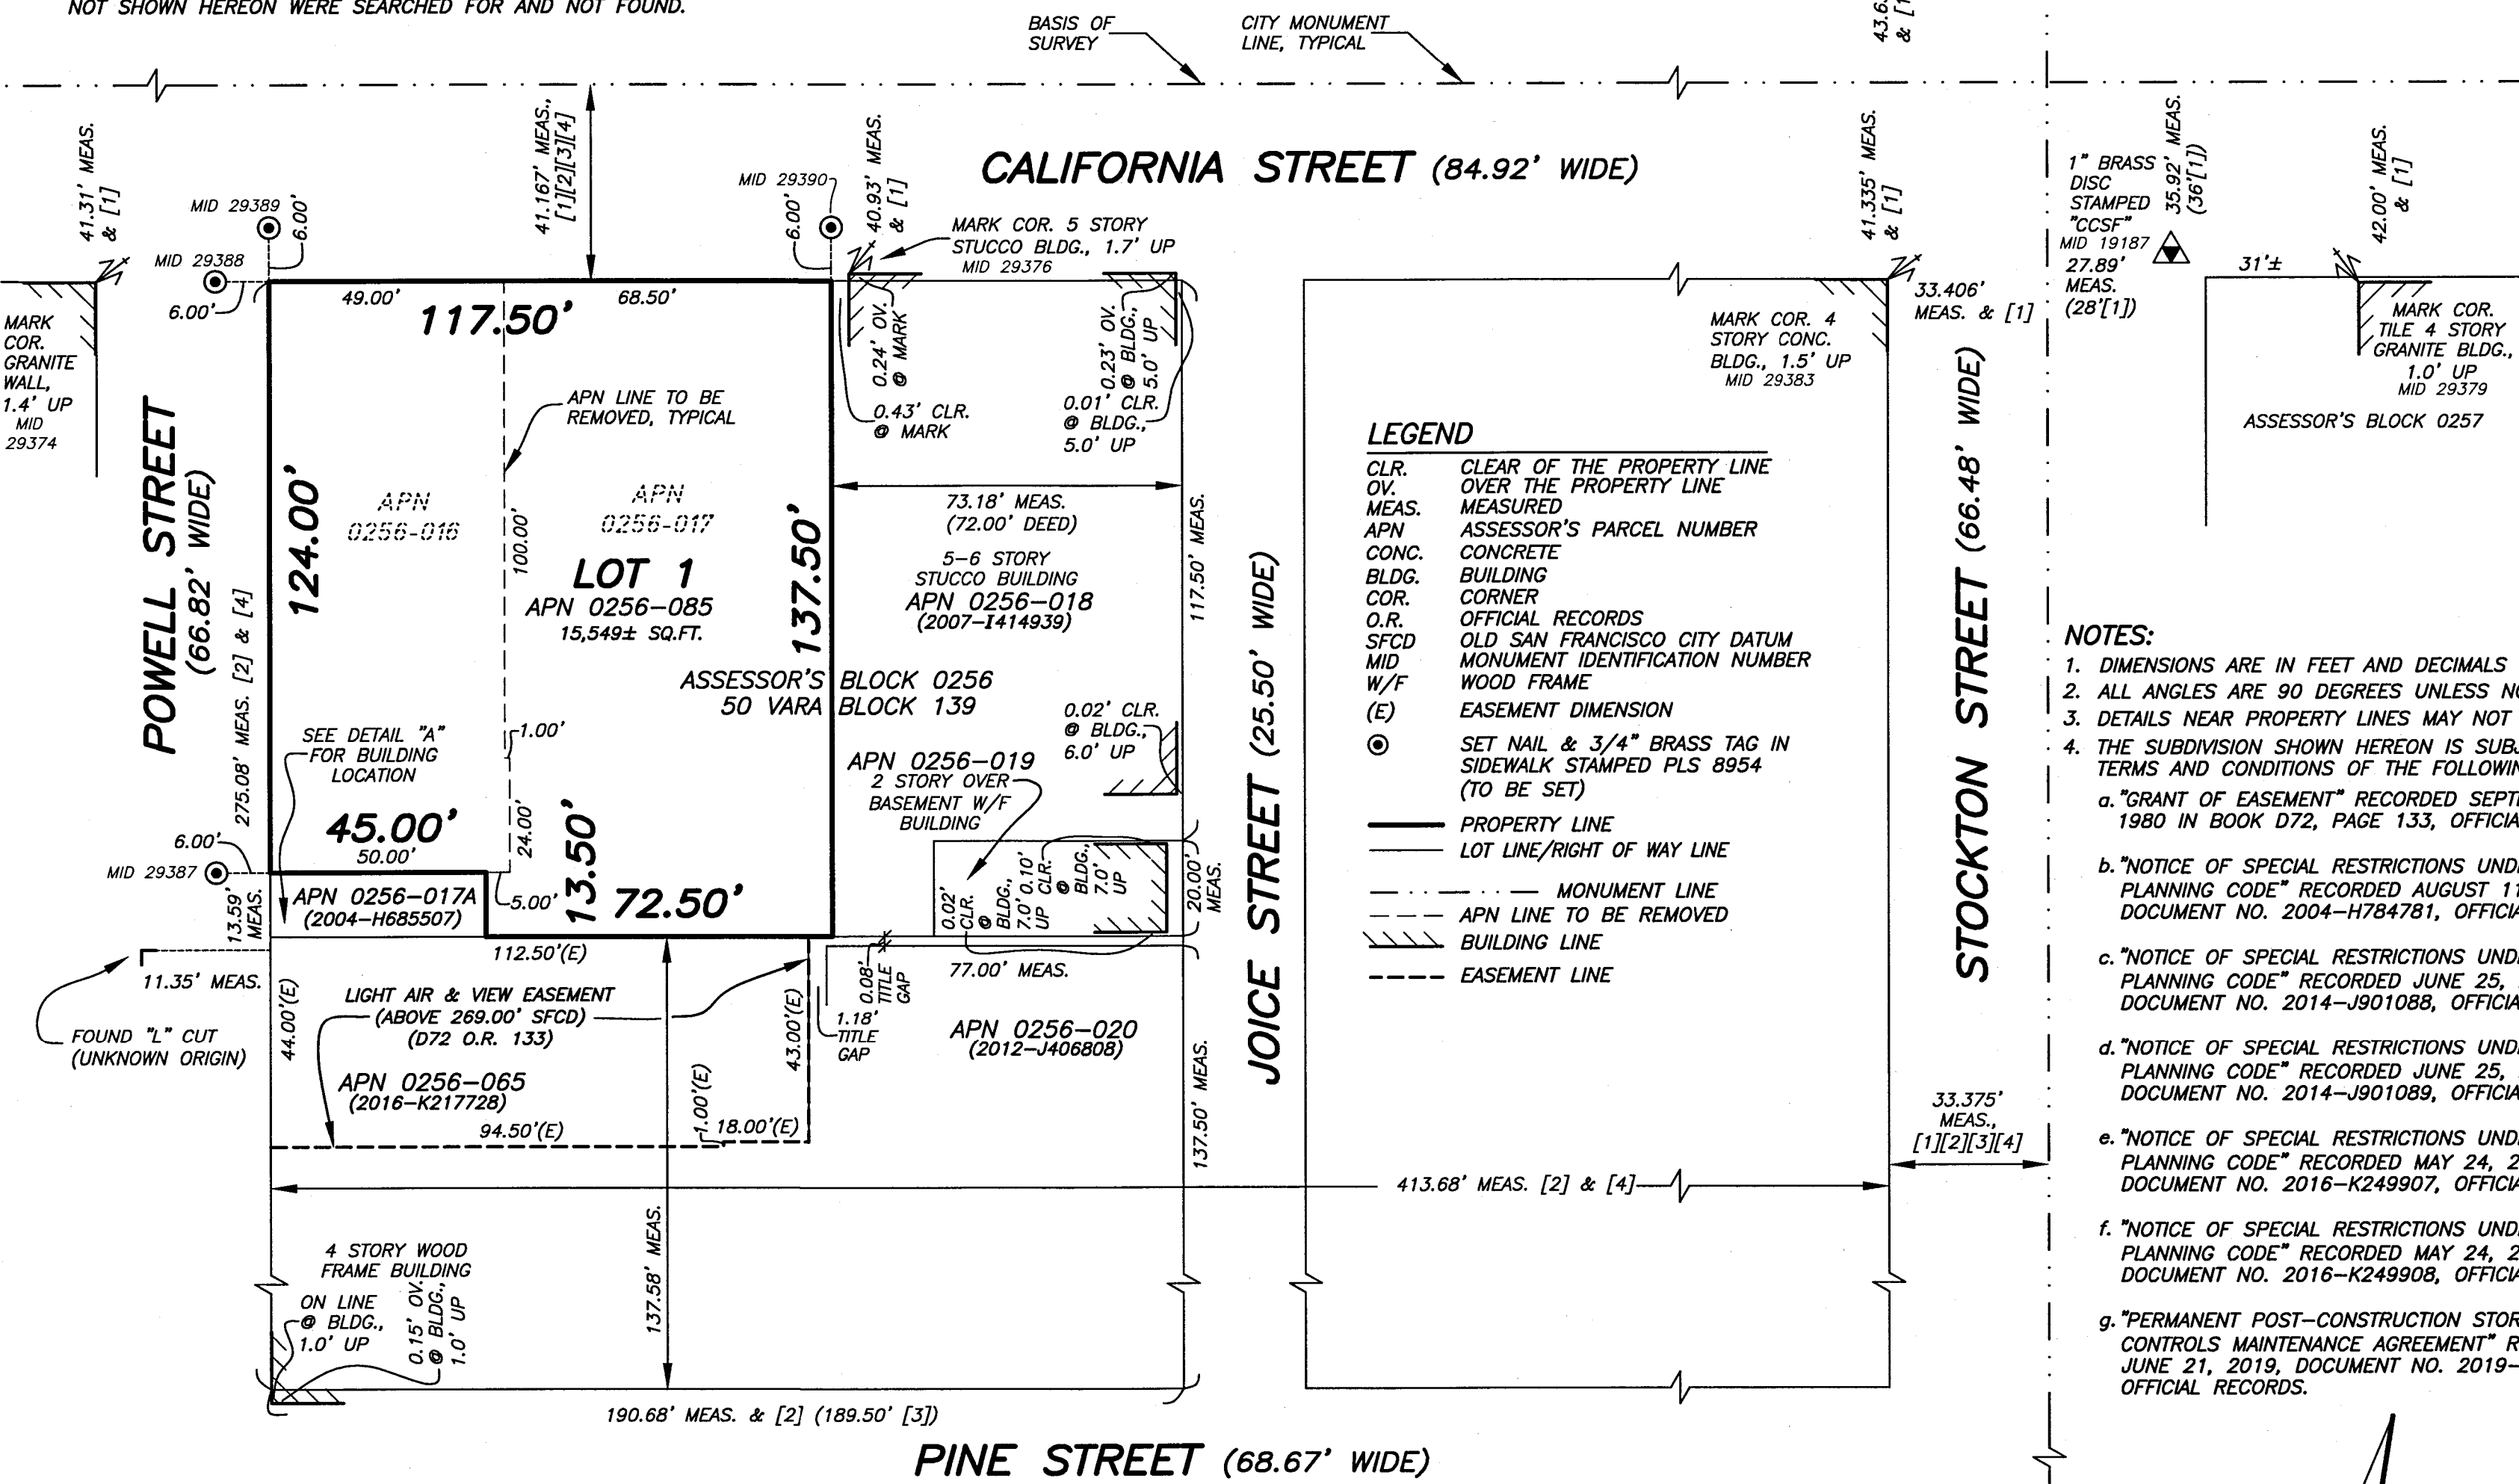 NOT SHOWN HEREON WERE SEARCHED FOR AND NOT FOUND.
BASIS OF
SURVEY
CITY MONUMENT
LINE, TYPICAL
& [1]
CALIFORNIA STREET (84.92' WIDE)
41.31' MEAS.
& [1]
MID 29389
6.00'
MID 29388
6.00'
41.167' MEAS.,
[1][2][3][4]
MID 29390
6.00'
40.93' MEAS.
& [1]
MARK COR. 5 STORY
STUCCO BLDG., 1.7' UP
MID 29376
41.335' MEAS.
& [1]
1" BRASS
DISC
STAMPED
"CCSF"
MID 19187
27.89'
MEAS.
(28'[1])
35.92' MEAS.
(36'[1])
42.00' MEAS.
& [1]
31'±
MARK
COR.
GRANITE
WALL,
1.4' UP
MID
29374
49.00'
68.50'
117.50'
0.24' OV.
@ MARK
0.43' CLR.
@ MARK
0.23' OV.
@ BLDG.,
5.0' UP
0.01' CLR.
@ BLDG.,
5.0' UP
MARK COR. 4
STORY CONC.
BLDG., 1.5' UP
MID 29383
33.406'
MEAS. & [1]
MARK COR.
TILE 4 STORY
GRANITE BLDG.,
1.0' UP
MID 29379
ASSESSOR'S BLOCK 0257
POWELL STREET
(66.82' WIDE)
275.08' MEAS. [2] & [4]
124.00'
APN LINE TO BE
REMOVED, TYPICAL
APN
0256-016
APN
0256-017
100.00'
LOT 1
APN 0256-085
15,549± SQ.FT.
137.50'
ASSESSOR'S BLOCK 0256
50 VARA BLOCK 139
73.18' MEAS.
(72.00' DEED)
5-6 STORY
STUCCO BUILDING
APN 0256-018
(2007-I414939)
117.50' MEAS.
0.02' CLR.
@ BLDG.,
6.0' UP
SEE DETAIL "A"
FOR BUILDING
LOCATION
1.00'
24.00'
45.00'
50.00'
5.00'
13.50'
72.50'
6.00'
MID 29387
13.59'
MEAS.
APN 0256-017A
(2004-H685507)
APN 0256-019
2 STORY OVER
BASEMENT W/F
BUILDING
0.02'
CLR.
@
BLDG.,
7.0'
UP
0.10'
CLR.
@
BLDG.,
7.0'
UP
20.00'
MEAS.
11.35' MEAS.
FOUND "L" CUT
(UNKNOWN ORIGIN)
112.50'(E)
44.00'(E)
LIGHT AIR & VIEW EASEMENT
(ABOVE 269.00' SFCD)
(D72 O.R. 133)
43.00'(E)
0.08'
TITLE
GAP
1.18'
TITLE
GAP
77.00' MEAS.
APN 0256-020
(2012-J406808)
APN 0256-065
(2016-K217728)
94.50'(E)
1.00'(E)
18.00'(E)
137.50' MEAS.
137.58' MEAS.
413.68' MEAS. [2] & [4]
4 STORY WOOD
FRAME BUILDING
ON LINE
@ BLDG.,
1.0' UP
0.15' OV.
@ BLDG.,
1.0' UP
190.68' MEAS. & [2] (189.50' [3])
PINE STREET (68.67' WIDE)
JOICE STREET (25.50' WIDE)
LEGEND
CLR. CLEAR OF THE PROPERTY LINE
OV. OVER THE PROPERTY LINE
MEAS. MEASURED
APN ASSESSOR'S PARCEL NUMBER
CONC. CONCRETE
BLDG. BUILDING
COR. CORNER
O.R. OFFICIAL RECORDS
SFCD OLD SAN FRANCISCO CITY DATUM
MID MONUMENT IDENTIFICATION NUMBER
W/F WOOD FRAME
(E) EASEMENT DIMENSION
SET NAIL & 3/4" BRASS TAG IN
SIDEWALK STAMPED PLS 8954
(TO BE SET)
PROPERTY LINE
LOT LINE/RIGHT OF WAY LINE
MONUMENT LINE
APN LINE TO BE REMOVED
BUILDING LINE
EASEMENT LINE
STOCKTON STREET (66.48' WIDE)
33.375'
MEAS.,
[1][2][3][4]
NOTES:
1. DIMENSIONS ARE IN FEET AND DECIMALS
2. ALL ANGLES ARE 90 DEGREES UNLESS
3. DETAILS NEAR PROPERTY LINES MAY NOT
4. THE SUBDIVISION SHOWN HEREON IS
TERMS AND CONDITIONS OF THE
a. "GRANT OF EASEMENT" RECORDED
1980 IN BOOK D72, PAGE 133,
b. "NOTICE OF SPECIAL RESTRICTIONS
PLANNING CODE" RECORDED AUGUST 11
DOCUMENT NO. 2004-H784781,
c. "NOTICE OF SPECIAL RESTRICTIONS
PLANNING CODE" RECORDED JUNE 25,
DOCUMENT NO. 2014-J901088,
d. "NOTICE OF SPECIAL RESTRICTIONS
PLANNING CODE" RECORDED JUNE 25,
DOCUMENT NO. 2014-J901089,
e. "NOTICE OF SPECIAL RESTRICTIONS
PLANNING CODE" RECORDED MAY 24,
DOCUMENT NO. 2016-K249907,
f. "NOTICE OF SPECIAL RESTRICTIONS
PLANNING CODE" RECORDED MAY 24,
DOCUMENT NO. 2016-K249908,
g. "PERMANENT POST-CONSTRUCTION
CONTROLS MAINTENANCE AGREEMENT"
JUNE 21, 2019, DOCUMENT NO. 2019-
OFFICIAL RECORDS.